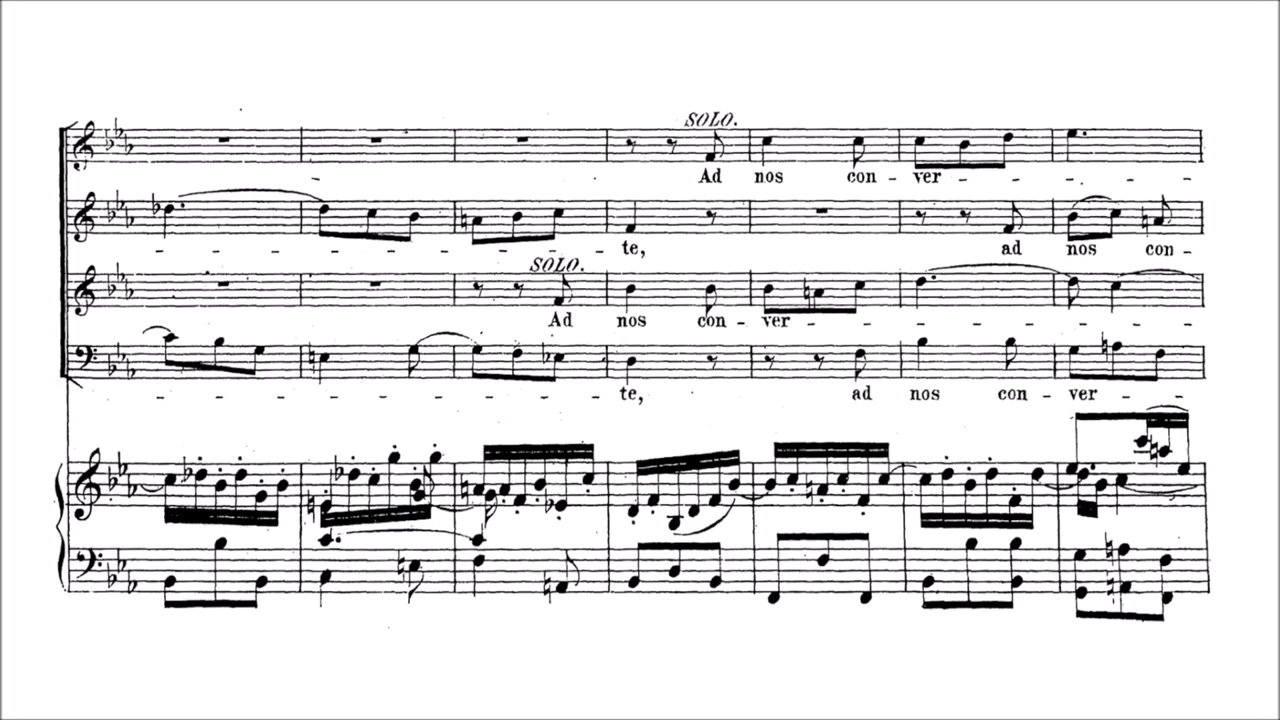 SOLO.
Ad nos con - ver - - - - - -
- - - - - - - - te, ad nos con -
SOLO.
Ad nos con - ver - - - - - - - -
- - - - - - - - te, ad nos con - ver - - -